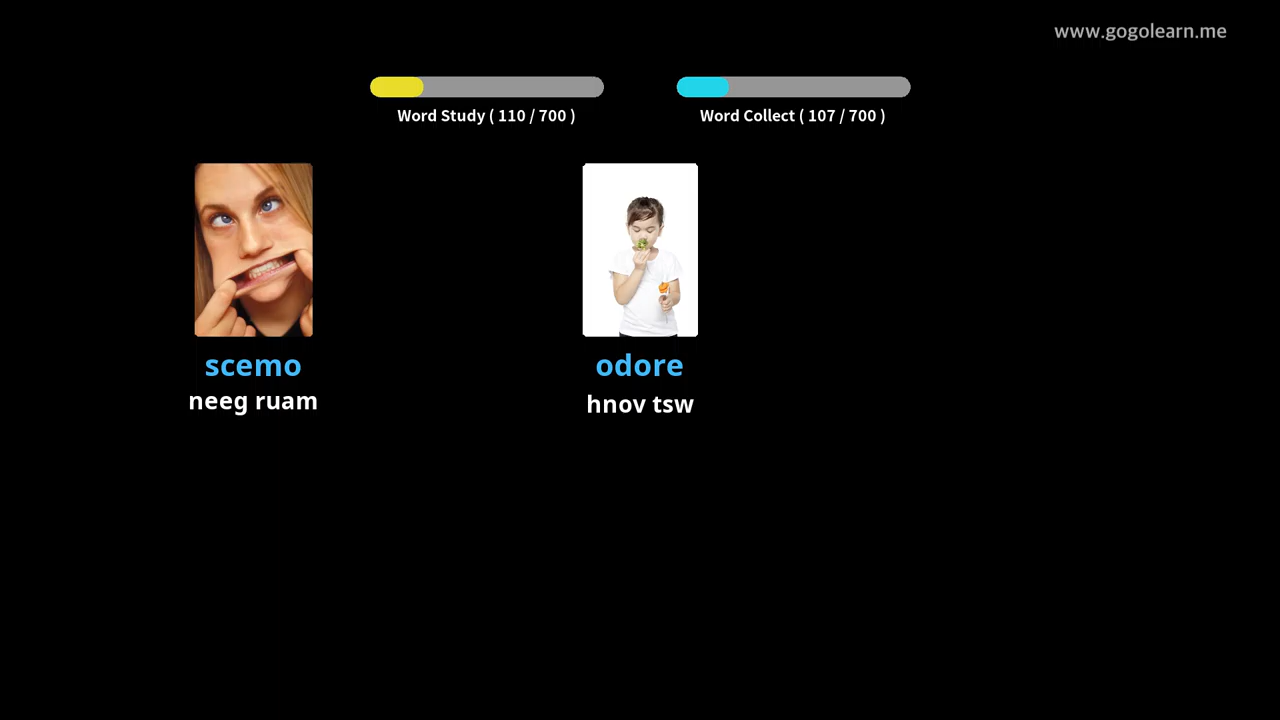 www.gogolearn.me
Word Study ( 110 / 700 )
Word Collect ( 107 / 700 )
scemo
neeg ruam
odore
hnov tsw